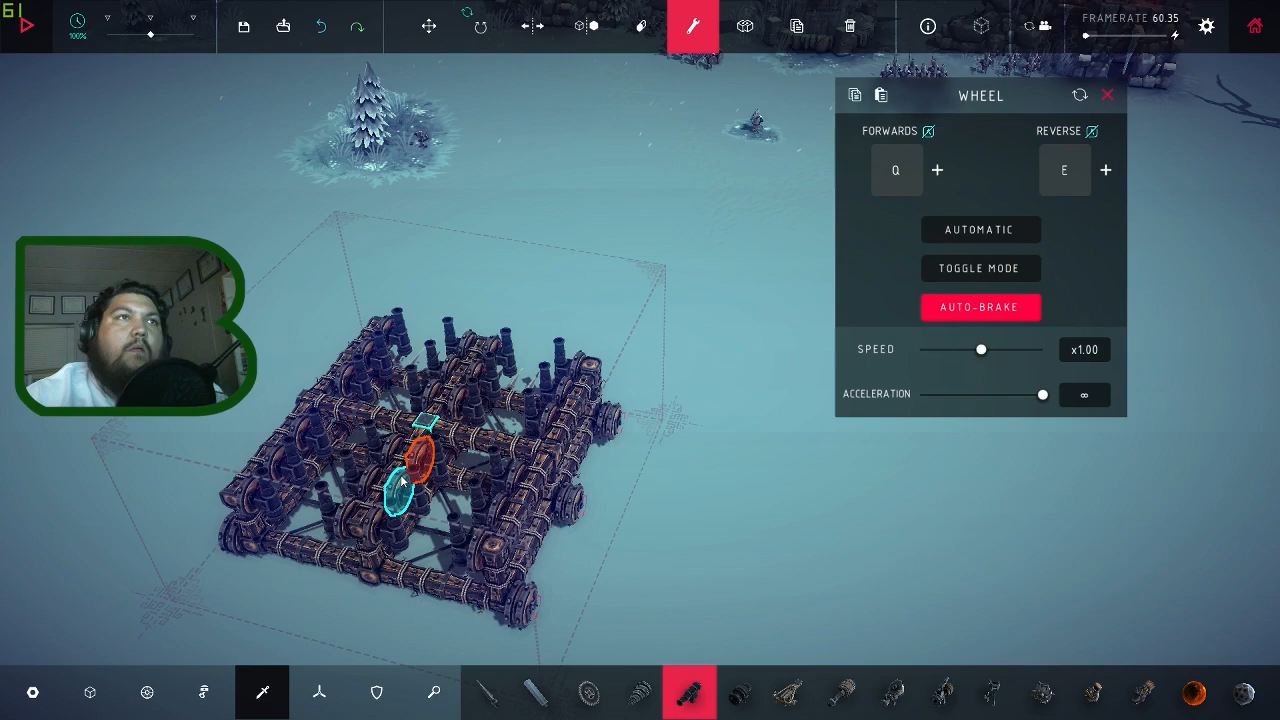 61
100%
FRAMERATE 60.35
WHEEL
FORWARDS REVERSE
Q E
AUTOMATIC
TOGGLE MODE
AUTO-BRAKE
SPEED x1.00
ACCELERATION ∞